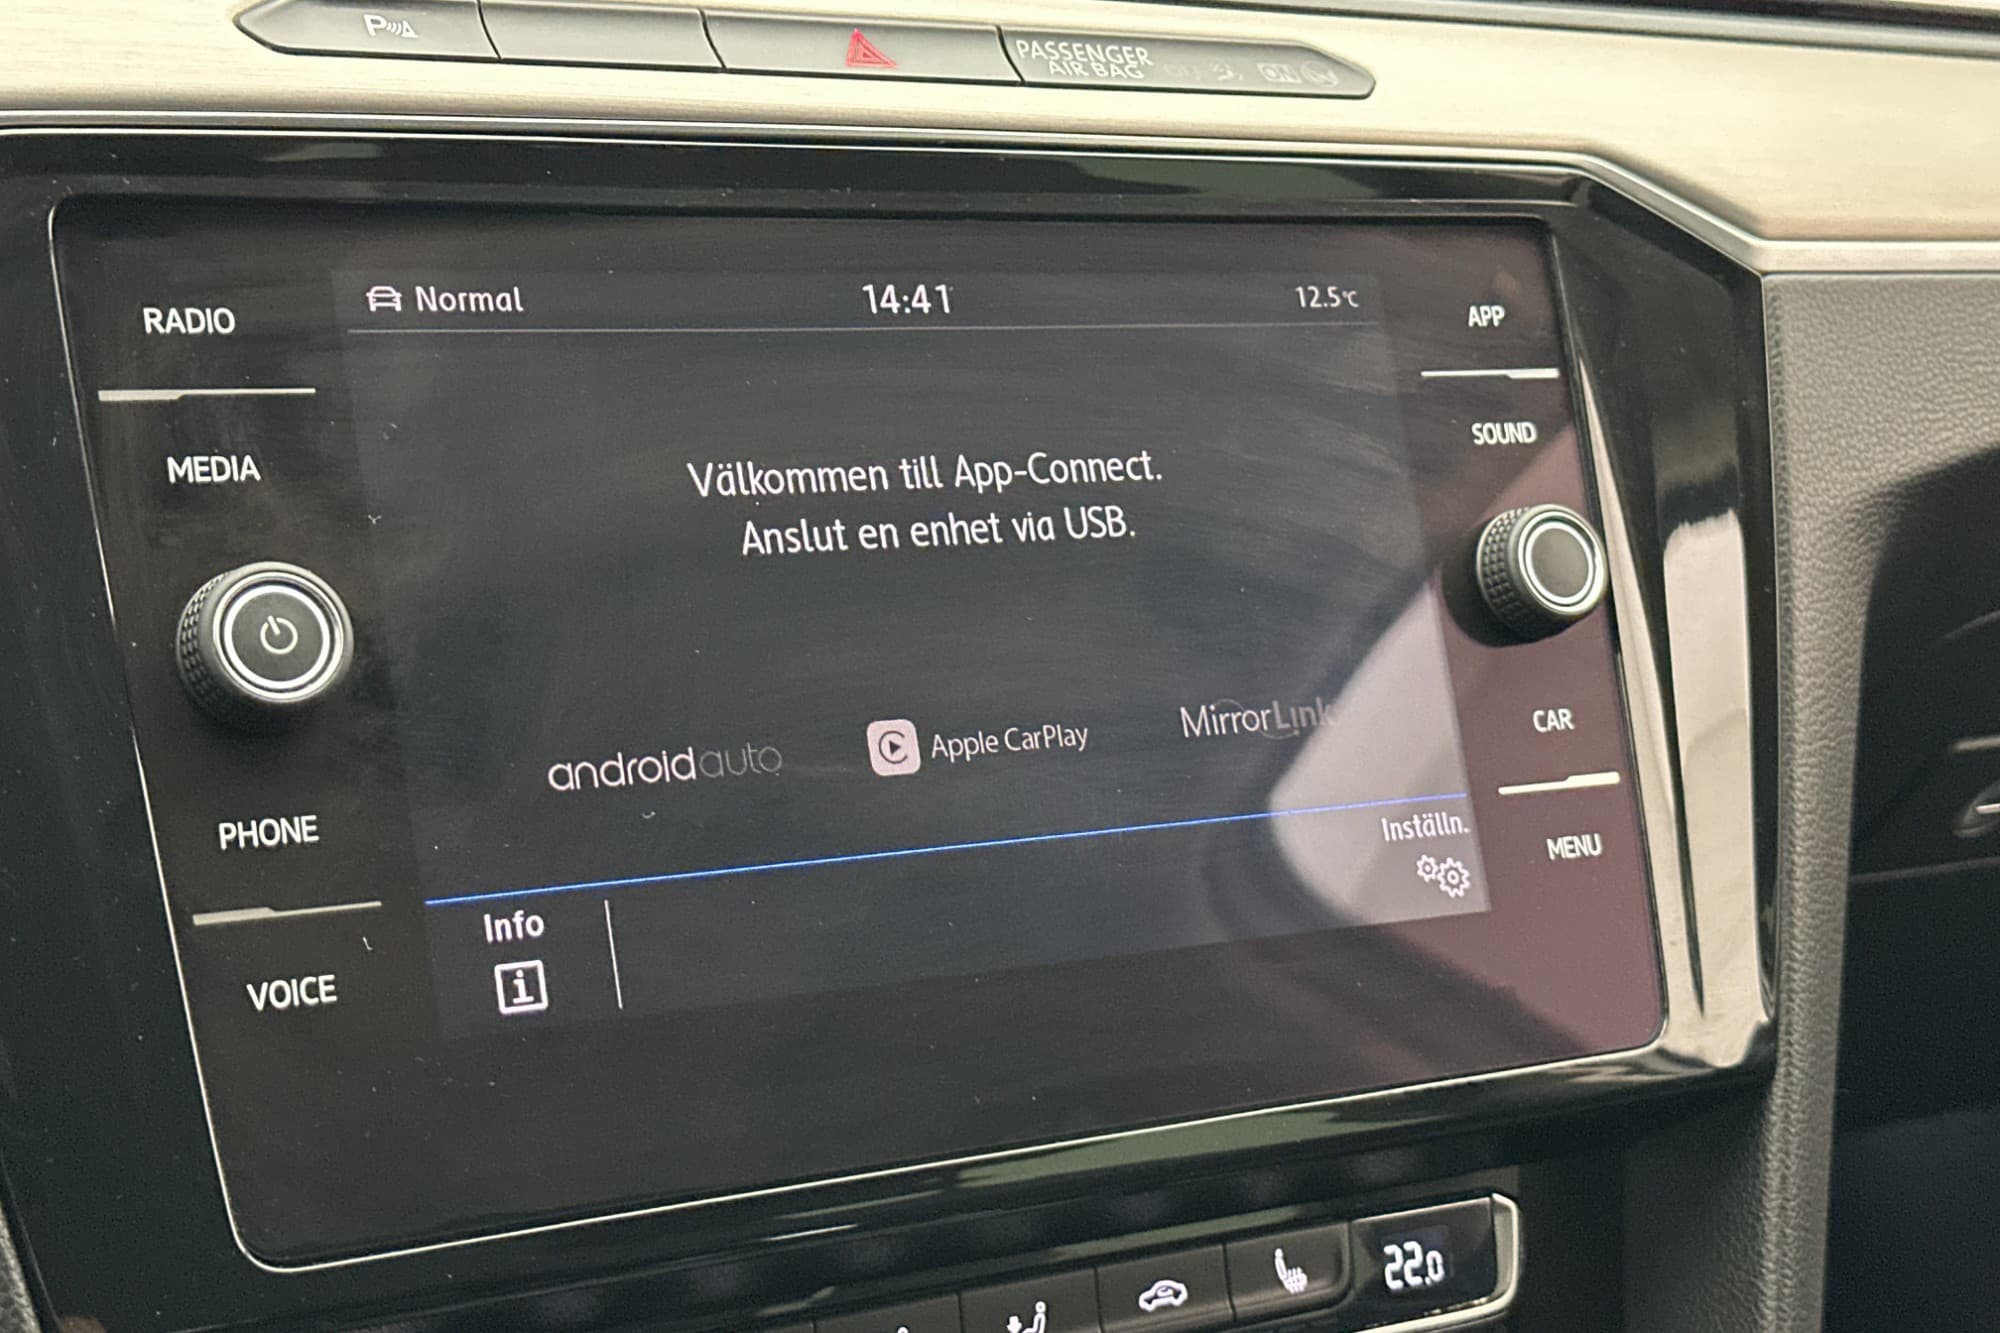 P
PASSENGER
AIR BAG
ON
RADIO
Normal
14:41
12.5°C
APP
MEDIA
SOUND
Välkommen till App-Connect.
Anslut en enhet via USB.
androidauto
Apple CarPlay
MirrorLink
CAR
PHONE
Inställn.
MENU
Info
i
VOICE
22.0